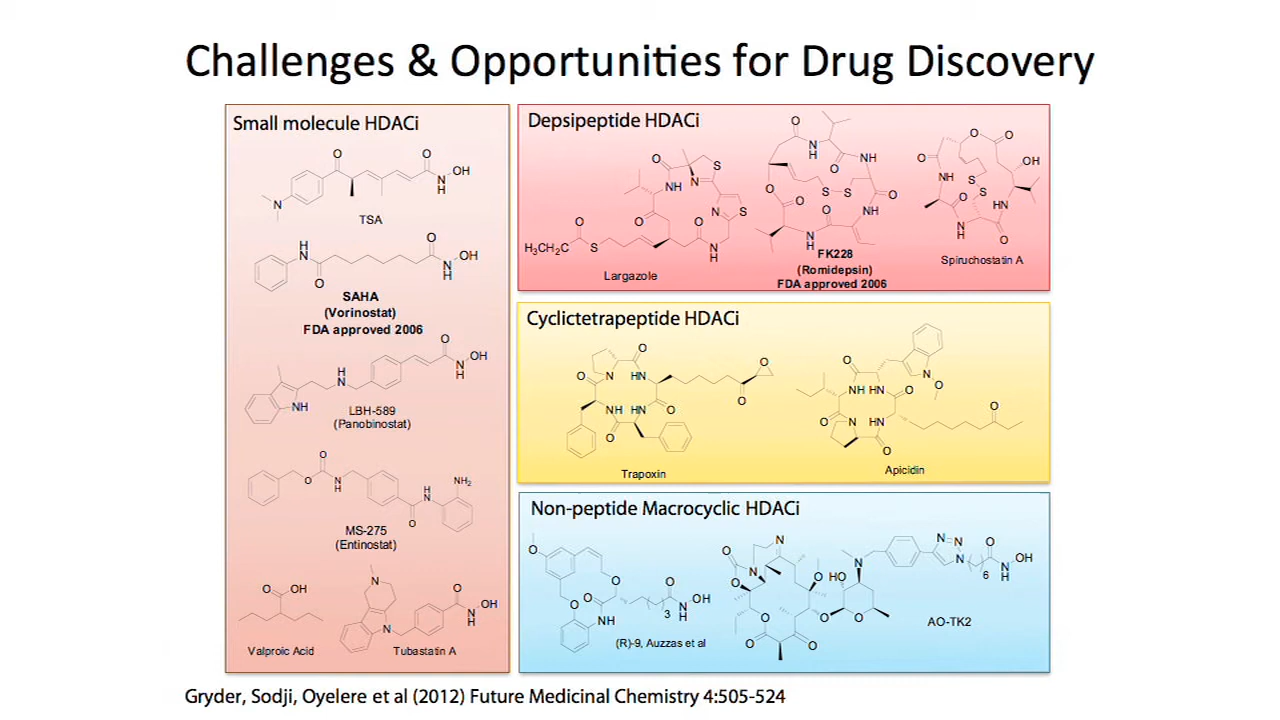 Challenges & Opportunities for Drug Discovery
Small molecule HDACi
TSA
SAHA
(Vorinostat)
FDA approved 2006
LBH-589
(Panobinostat)
MS-275
(Entinostat)
Valproic Acid
Tubastatin A
Depsipeptide HDACi
H₃CH₂C
Largazole
FK228
(Romidepsin)
FDA approved 2006
Spiruchostatin A
Cyclictetrapeptide HDACi
Trapoxin
Apicidin
Non-peptide Macrocyclic HDACi
(R)-9, Auzzas et al
AO-TK2
Gryder, Sodji, Oyelere et al (2012) Future Medicinal Chemistry 4:505-524